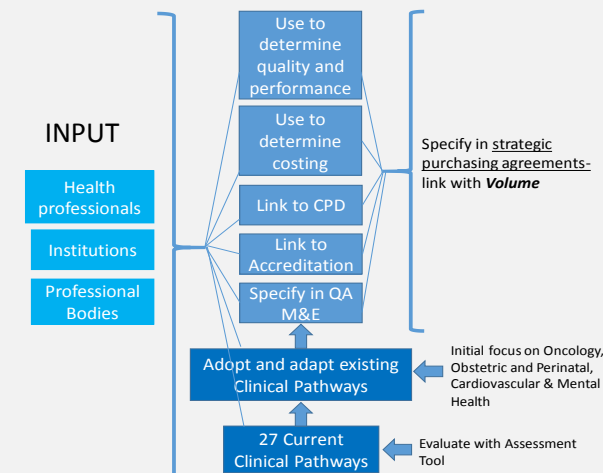 INPUT
Health
professionals
Institutions
Professional
Bodies
Use to
determine
quality and
performance
Use to
determine
costing
Link to CPD
Link to
Accreditation
Specify in QA
M&E
Adopt and adapt existing
Clinical Pathways
27 Current
Clinical Pathways
Specify in strategic
purchasing agreements-
link with Volume
Initial focus on Oncology,
Obstetric and Perinatal,
Cardiovascular & Mental
Health
Evaluate with Assessment
Tool